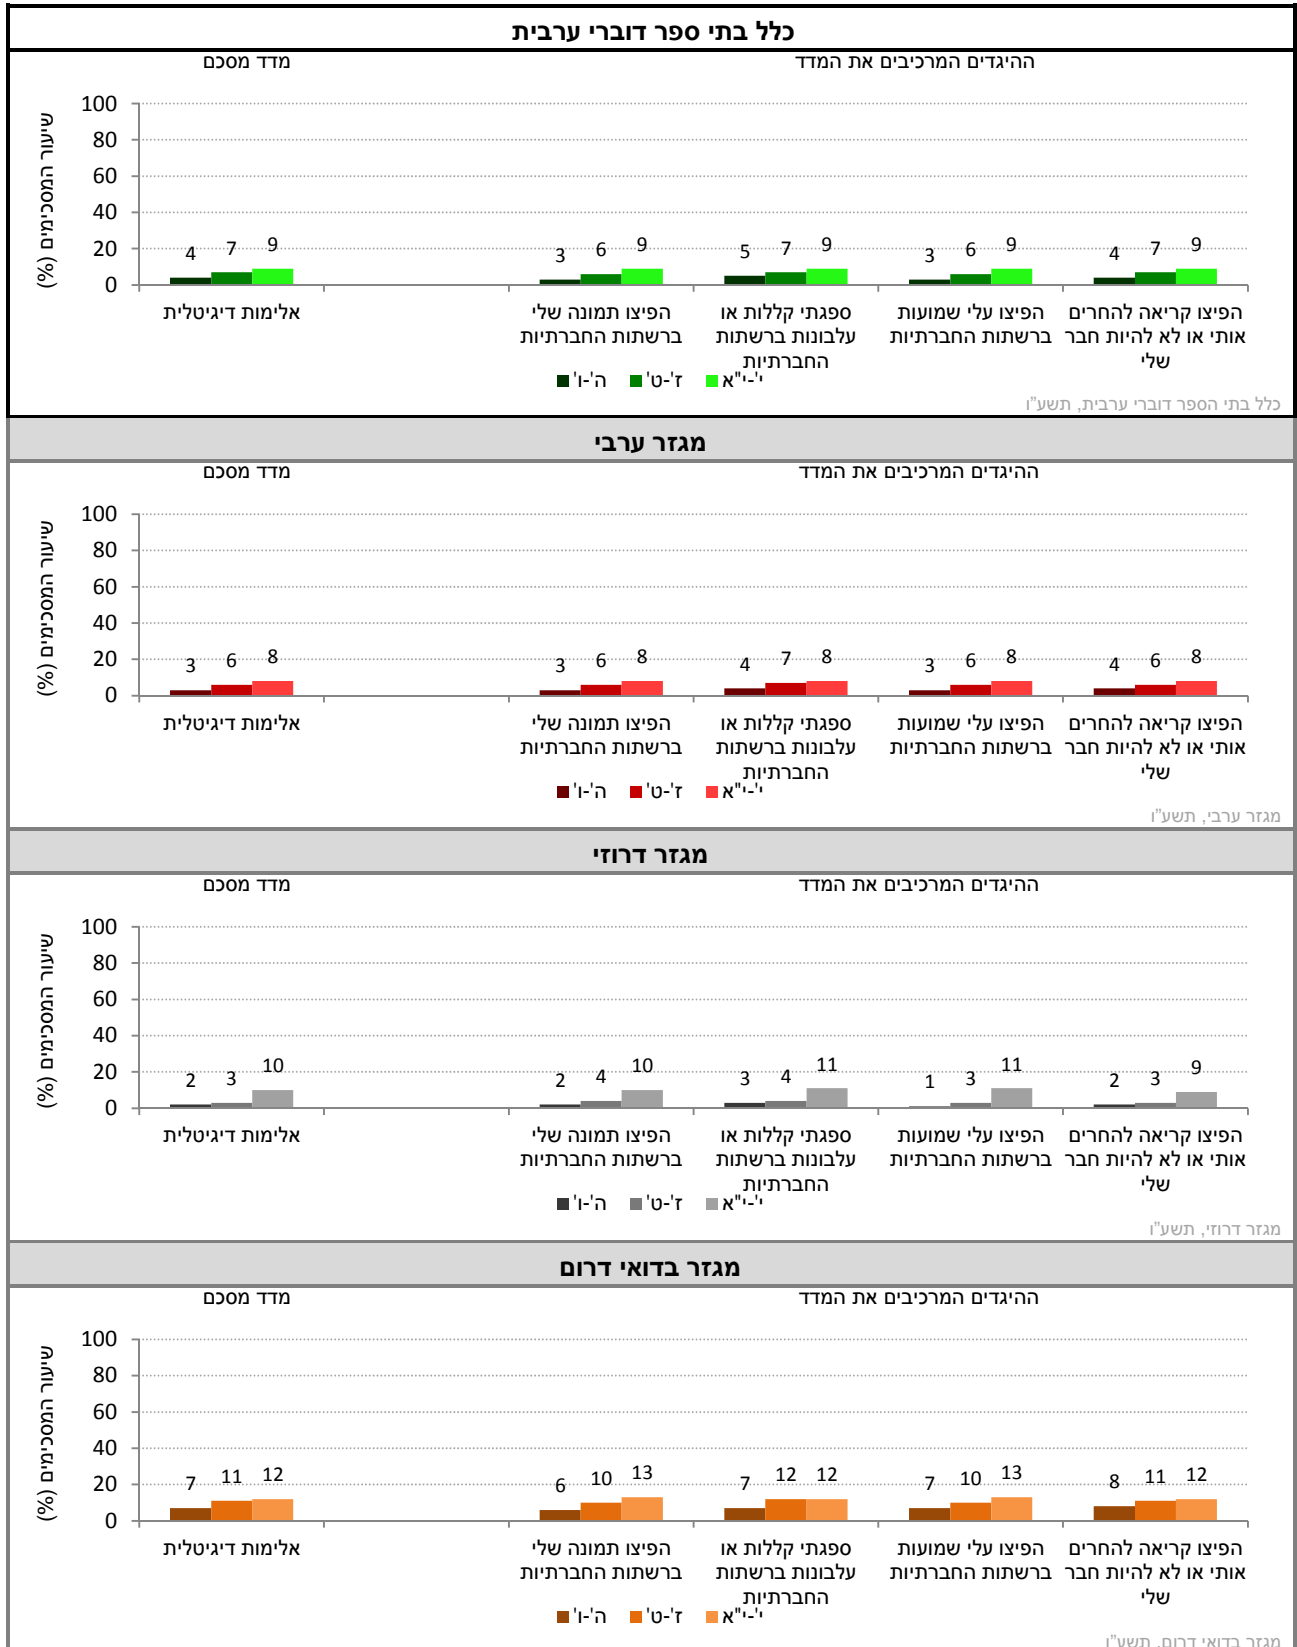 כלל בתי ספר דוברי ערבית
ההיגדים המרכיבים את המדד
מדד מסכם
שיעור המסכימים (%)
100
80
60
40
20
0
4 7 9
3 6 9
5 7 9
3 6 9
4 7 9
אלימות דיגיטלית
הפיצו תמונה שלי
ברשתות החברתיות
ספגתי קללות או
עלבונות ברשתות
החברתיות
הפיצו עלי שמועות
ברשתות החברתיות
הפיצו קריאה להחרים
אותי או לא להיות חבר
שלי
ה'-ו' ז'-ט' י'-י"א
כלל בתי הספר דוברי ערבית, תשע"ו
מגזר ערבי
ההיגדים המרכיבים את המדד
מדד מסכם
שיעור המסכימים (%)
100
80
60
40
20
0
3 6 8
3 6 8
4 7 8
3 6 8
4 6 8
אלימות דיגיטלית
הפיצו תמונה שלי
ברשתות החברתיות
ספגתי קללות או
עלבונות ברשתות
החברתיות
הפיצו עלי שמועות
ברשתות החברתיות
הפיצו קריאה להחרים
אותי או לא להיות חבר
שלי
ה'-ו' ז'-ט' י'-י"א
מגזר ערבי, תשע"ו
מגזר דרוזי
ההיגדים המרכיבים את המדד
מדד מסכם
שיעור המסכימים (%)
100
80
60
40
20
0
2 3 10
2 4 10
3 4 11
1 3 11
2 3 9
אלימות דיגיטלית
הפיצו תמונה שלי
ברשתות החברתיות
ספגתי קללות או
עלבונות ברשתות
החברתיות
הפיצו עלי שמועות
ברשתות החברתיות
הפיצו קריאה להחרים
אותי או לא להיות חבר
שלי
ה'-ו' ז'-ט' י'-י"א
מגזר דרוזי, תשע"ו
מגזר בדואי דרום
ההיגדים המרכיבים את המדד
מדד מסכם
שיעור המסכימים (%)
100
80
60
40
20
0
7 11 12
6 10 13
7 12 12
7 10 13
8 11 12
אלימות דיגיטלית
הפיצו תמונה שלי
ברשתות החברתיות
ספגתי קללות או
עלבונות ברשתות
החברתיות
הפיצו עלי שמועות
ברשתות החברתיות
הפיצו קריאה להחרים
אותי או לא להיות חבר
שלי
ה'-ו' ז'-ט' י'-י"א
מגזר בדואי דרום, תשע"ו